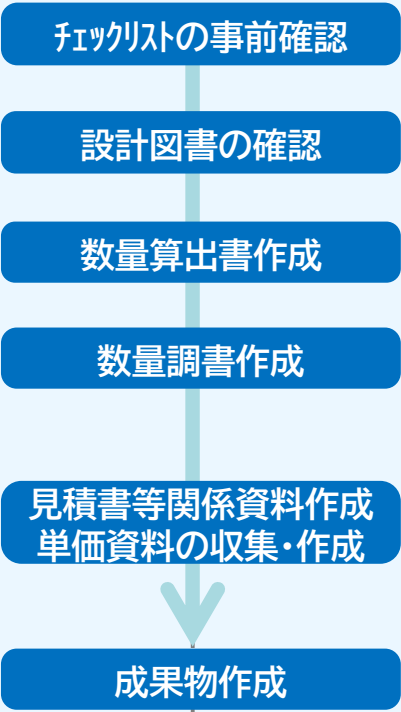 ﾁｪｯｸﾘｽﾄの事前確認
設計図書の確認
数量算出書作成
数量調書作成
見積書等関係資料作成
単価資料の収集・作成
成果物作成